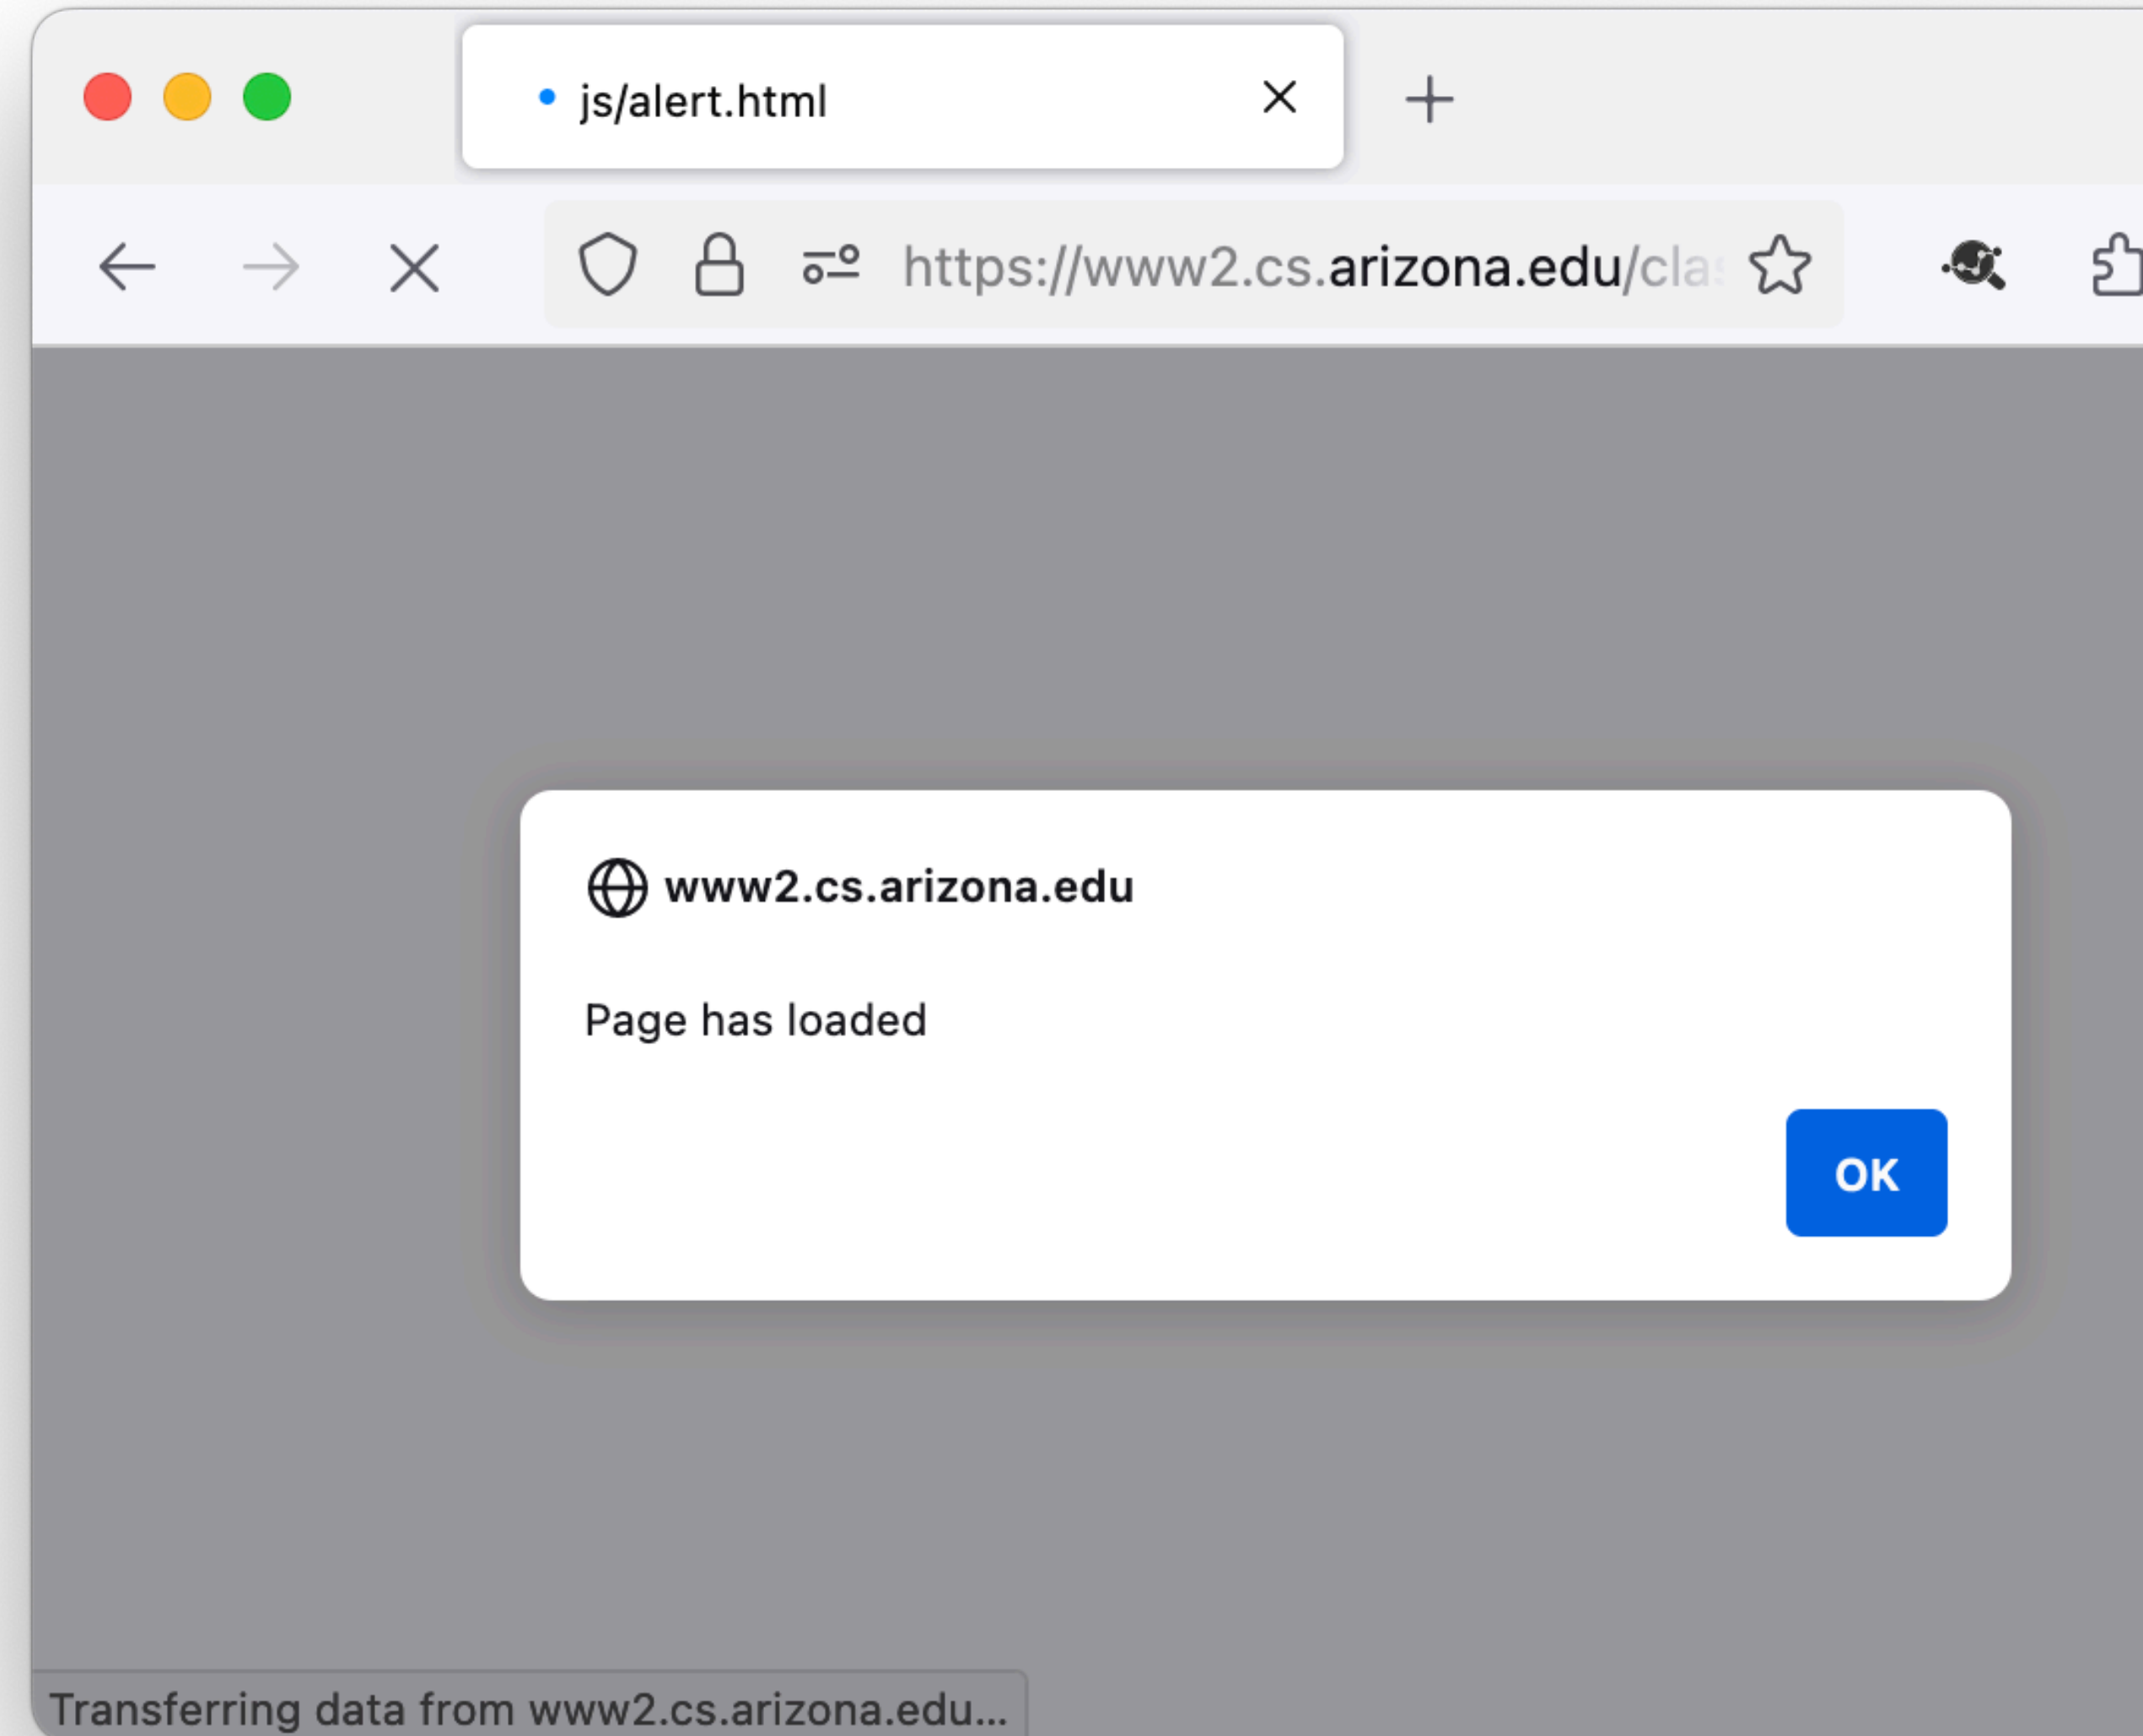 js/alert.html
https://www2.cs.arizona.edu/clas
www2.cs.arizona.edu
Page has loaded
OK
Transferring data from www2.cs.arizona.edu...